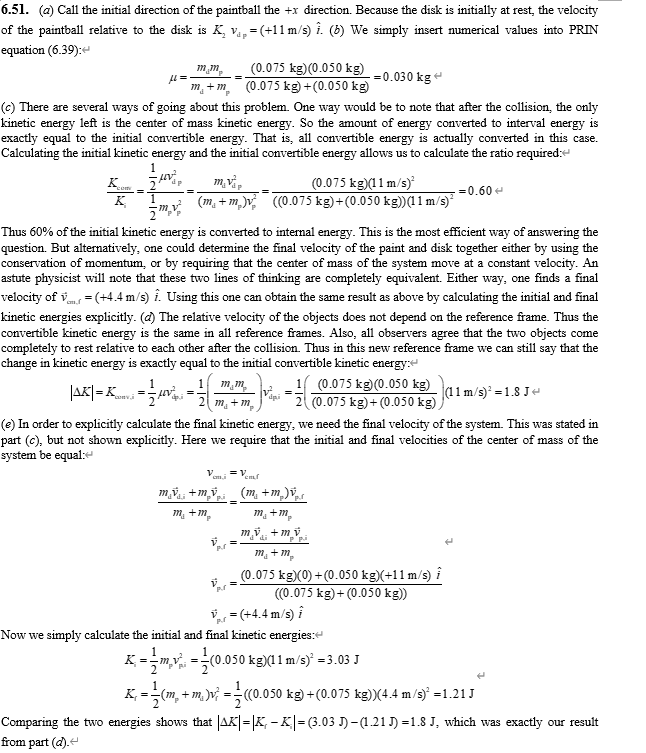 6.51. (a) Call the initial direction of the paintball the +x direction. Because the disk is initially at rest, the velocity
of the paintball relative to the disk is K, v_dp = (+11 m/s) î. (b) We simply insert numerical values into PRIN
equation (6.39):↵
μ = m_d m_p / (m_d + m_p) = (0.075 kg)(0.050 kg) / ((0.075 kg) + (0.050 kg)) = 0.030 kg ↵
(c) There are several ways of going about this problem. One way would be to note that after the collision, the only
kinetic energy left is the center of mass kinetic energy. So the amount of energy converted to interval energy is
exactly equal to the initial convertible energy. That is, all convertible energy is actually converted in this case.
Calculating the initial kinetic energy and the initial convertible energy allows us to calculate the ratio required:↵
K_conv / K_i = (1/2 μv²_dp) / (1/2 m_p v²_p) = m_d v²_dp / ((m_d + m_p)v²_p) = (0.075 kg)(11 m/s)² / (((0.075 kg) + (0.050 kg))(11 m/s)²) = 0.60 ↵
Thus 60% of the initial kinetic energy is converted to internal energy. This is the most efficient way of answering the
question. But alternatively, one could determine the final velocity of the paint and disk together either by using the
conservation of momentum, or by requiring that the center of mass of the system move at a constant velocity. An
astute physicist will note that these two lines of thinking are completely equivalent. Either way, one finds a final
velocity of v⃗_cm,f = (+4.4 m/s) î. Using this one can obtain the same result as above by calculating the initial and final
kinetic energies explicitly. (d) The relative velocity of the objects does not depend on the reference frame. Thus the
convertible kinetic energy is the same in all reference frames. Also, all observers agree that the two objects come
completely to rest relative to each other after the collision. Thus in this new reference frame we can still say that the
change in kinetic energy is exactly equal to the initial convertible kinetic energy:↵
|ΔK| = K_conv,i = 1/2 μv²_dp,i = 1/2 (m_d m_p / (m_d + m_p)) v²_dp,i = 1/2 ((0.075 kg)(0.050 kg) / ((0.075 kg) + (0.050 kg))) (11 m/s)² = 1.8 J ↵
(e) In order to explicitly calculate the final kinetic energy, we need the final velocity of the system. This was stated in
part (c), but not shown explicitly. Here we require that the initial and final velocities of the center of mass of the
system be equal:↵
v_cm,i = v_cm,f
(m_d v⃗_d,i + m_p v⃗_p,i) / (m_d + m_p) = (m_d + m_p)v⃗_p,f / (m_d + m_p)
v⃗_p,f = (m_d v⃗_d,i + m_p v⃗_p,i) / (m_d + m_p) ↵
v⃗_p,f = ((0.075 kg)(0) + (0.050 kg)(+11 m/s) î) / ((0.075 kg) + (0.050 kg))
v⃗_p,f = (+4.4 m/s) î
Now we simply calculate the initial and final kinetic energies:↵
K_i = 1/2 m_p v²_p,i = 1/2 (0.050 kg)(11 m/s)² = 3.03 J
K_f = 1/2 (m_p + m_d)v²_f = 1/2 ((0.050 kg) + (0.075 kg))(4.4 m/s)² = 1.21 J ↵
Comparing the two energies shows that |ΔK| = |K_f − K_i| = (3.03 J) − (1.21 J) = 1.8 J, which was exactly our result
from part (d).↵